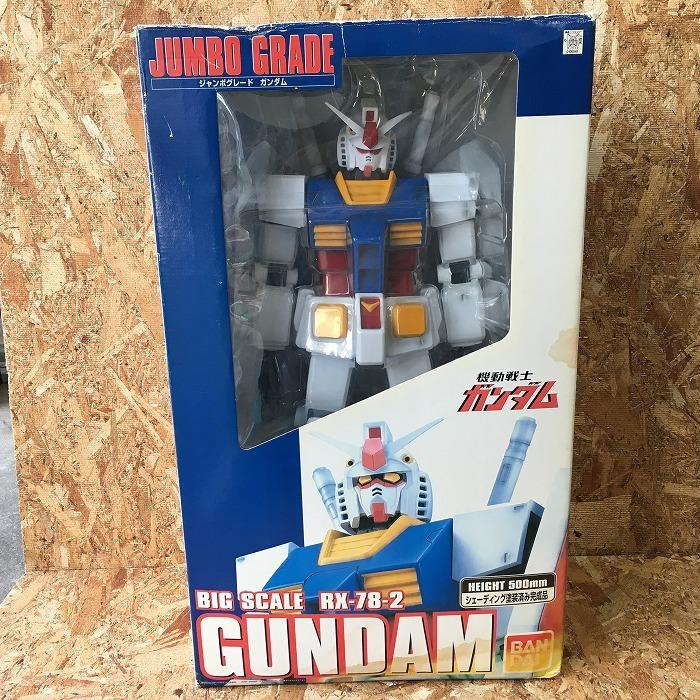 JUMBO GRADE
ジャンボグレード ガンダム
機動戦士
ガンダム
HEIGHT 500mm
シェーディング塗装済み完成品
BIG SCALE RX-78-2
GUNDAM
BAN
DAI